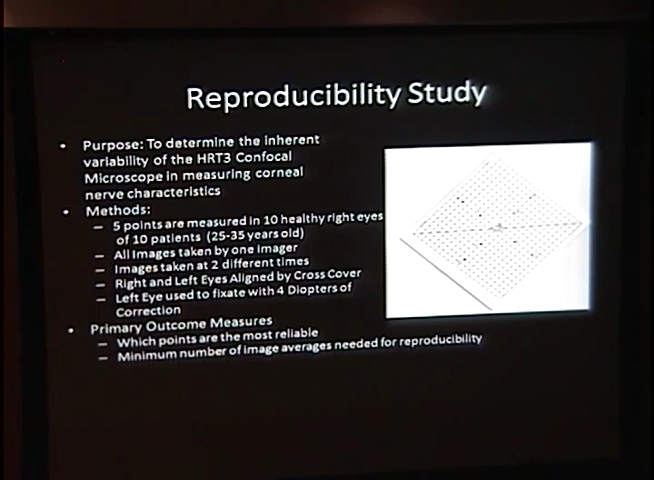 Reproducibility Study
• Purpose: To determine the inherent
variability of the HRT3 Confocal
Microscope in measuring corneal
nerve characteristics
• Methods:
– 5 points are measured in 10 healthy right eyes
of 10 patients (25-35 years old)
– All Images taken by one imager
– Images taken at 2 different times
– Right and Left Eyes Aligned by Cross Cover
– Left Eye used to fixate with 4 Diopters of
Correction
• Primary Outcome Measures
– Which points are the most reliable
– Minimum number of image averages needed for reproducibility